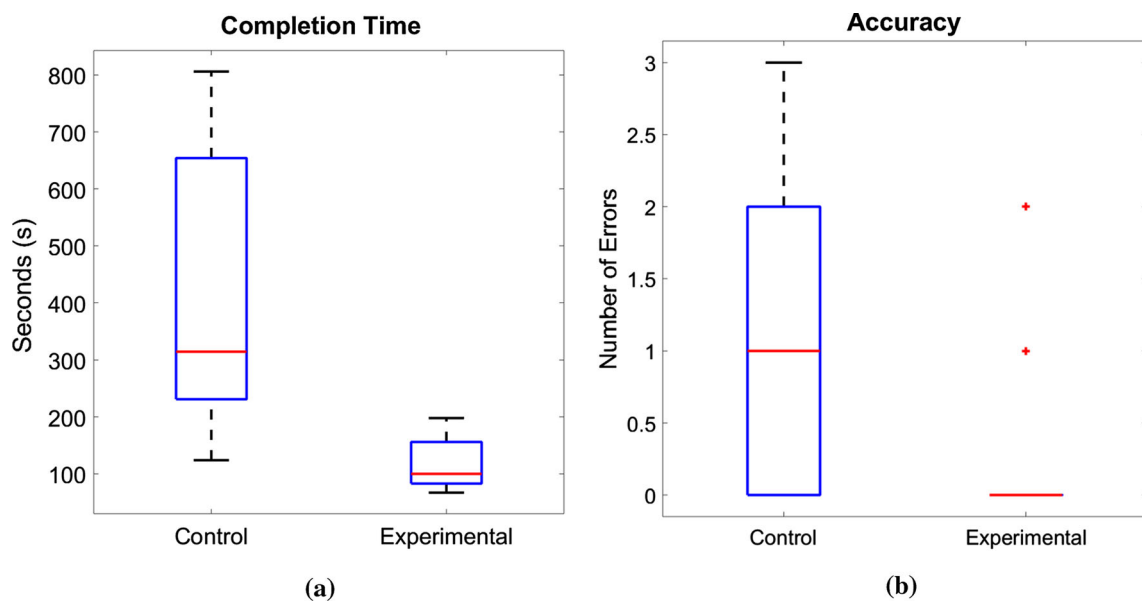 Completion Time
800
700
600
500
400
300
200
100
Seconds (s)
Control
Experimental
(a)
Accuracy
3
2.5
2
1.5
1
0.5
0
Number of Errors
Control
Experimental
(b)